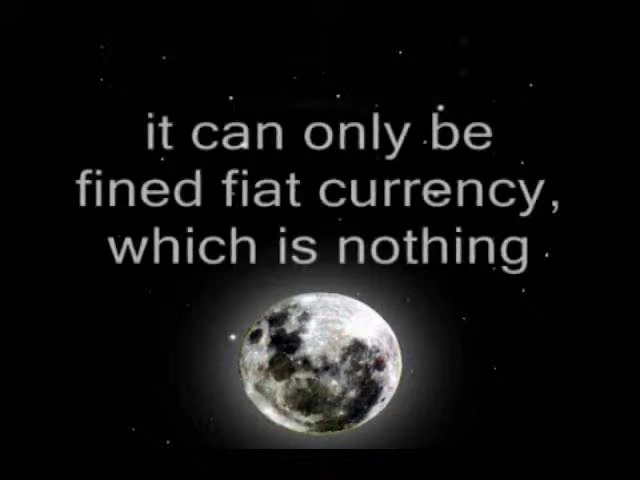 it can only be
fined fiat currency,
which is nothing